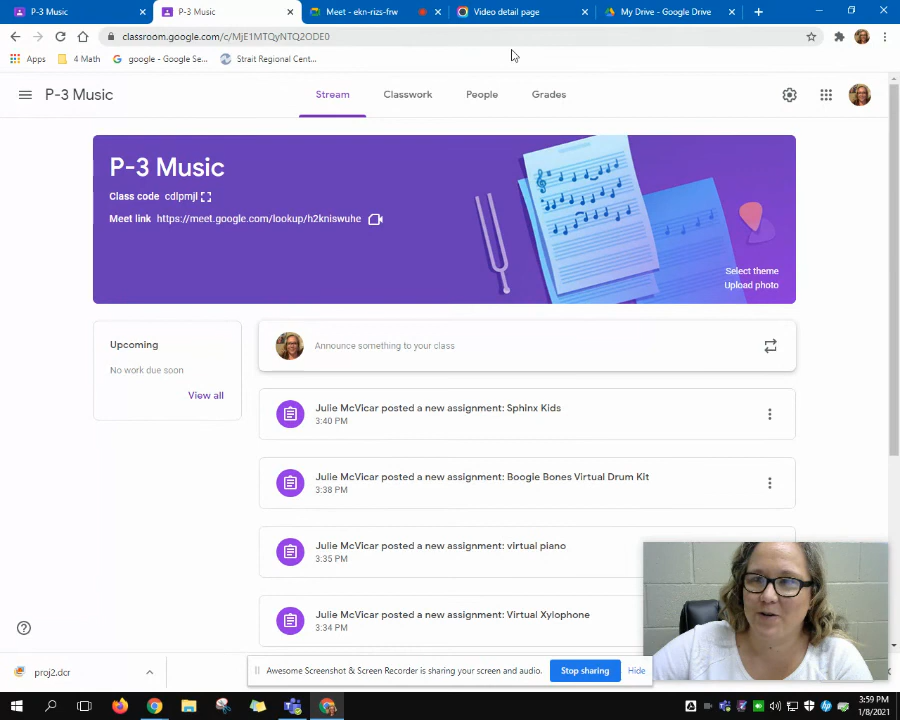 P-3 Music
P-3 Music
Meet - ekn-rizs-frw
Video detail page
My Drive - Google Drive
classroom.google.com/c/MjE1MTQyNTQ2ODE0
Apps
4 Math
google - Google Se...
Strait Regional Cent...
P-3 Music
Stream
Classwork
People
Grades
P-3 Music
Class code cdlpmjl
Meet link https://meet.google.com/lookup/h2kniswuhe
Select theme
Upload photo
Upcoming
No work due soon
View all
Announce something to your class
Julie McVicar posted a new assignment: Sphinx Kids
3:40 PM
Julie McVicar posted a new assignment: Boogie Bones Virtual Drum Kit
3:38 PM
Julie McVicar posted a new assignment: virtual piano
3:35 PM
Julie McVicar posted a new assignment: Virtual Xylophone
3:34 PM
proj2.dcr
Awesome Screenshot & Screen Recorder is sharing your screen and audio.
Stop sharing
Hide
3:59 PM
1/8/2021